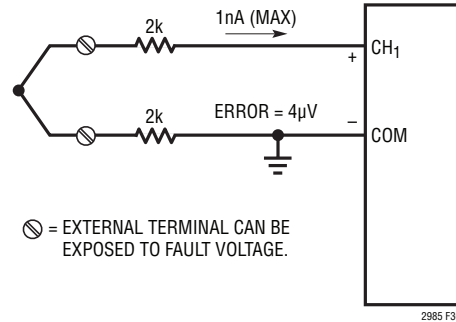 2k
1nA (MAX)
+
CH1
2k
ERROR = 4µV
–
COM
= EXTERNAL TERMINAL CAN BE
EXPOSED TO FAULT VOLTAGE.
2985 F3